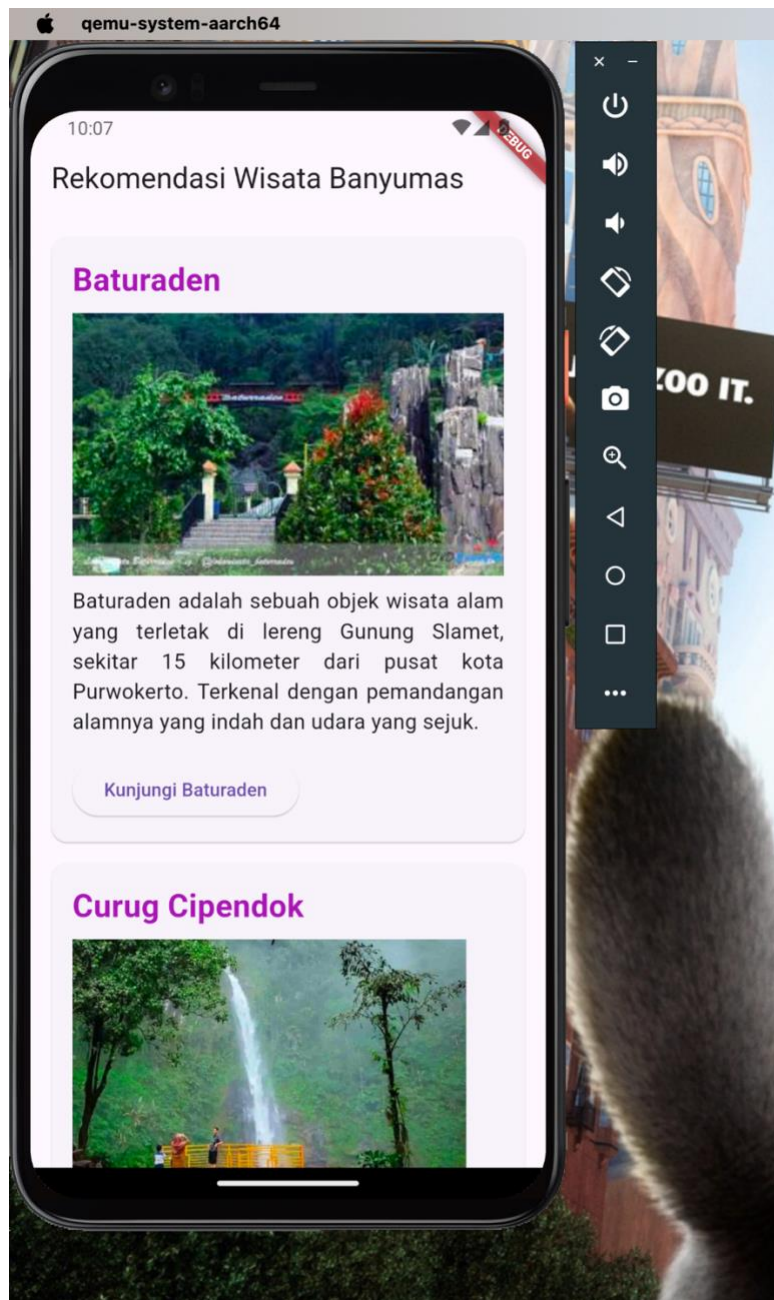 qemu-system-aarch64
10:07
DEBUG
Rekomendasi Wisata Banyumas
ZOO IT.
Baturaden
Baturaden adalah sebuah objek wisata alam
yang terletak di lereng Gunung Slamet,
sekitar 15 kilometer dari pusat kota
Purwokerto. Terkenal dengan pemandangan
alamnya yang indah dan udara yang sejuk.
Kunjungi Baturaden
Curug Cipendok